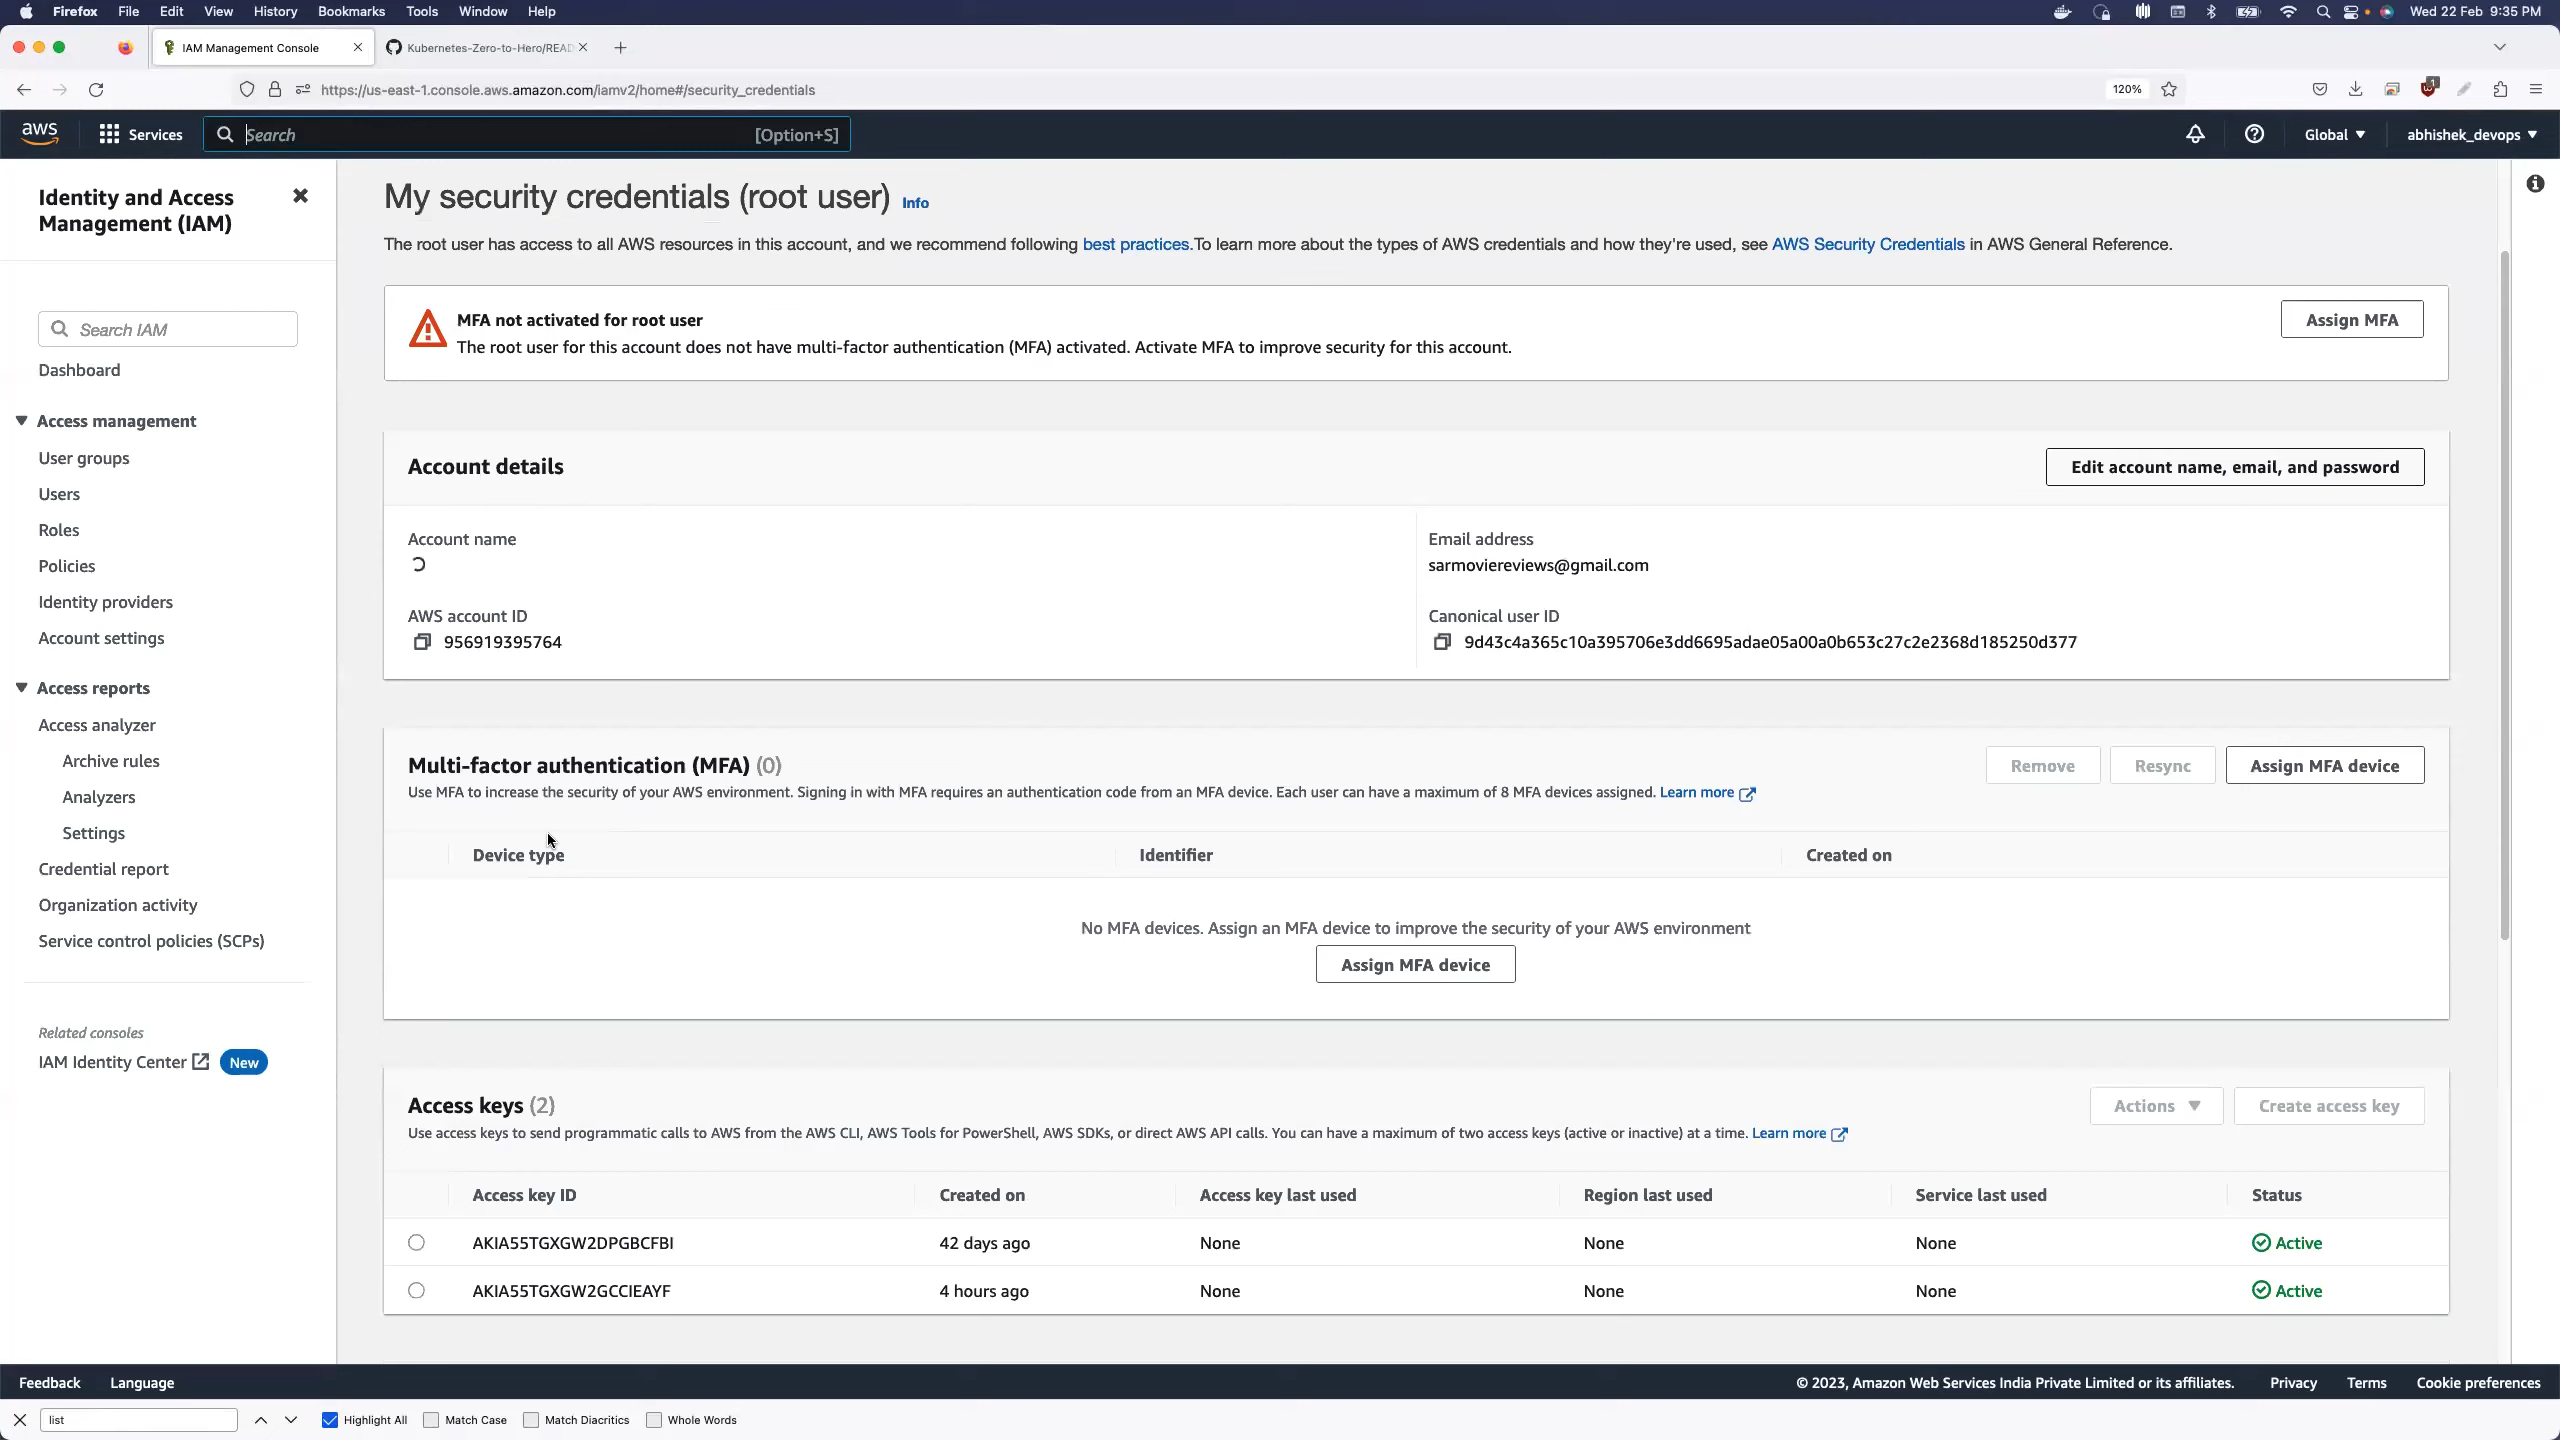 Firefox File Edit View History Bookmarks Tools Window Help
Wed 22 Feb 9:35 PM
IAM Management Console
Kubernetes-Zero-to-Hero/READ
https://us-east-1.console.aws.amazon.com/iamv2/home#/security_credentials
120%
aws
Services
Search
[Option+S]
Global
abhishek_devops
Identity and Access
Management (IAM)
Search IAM
Dashboard
Access management
User groups
Users
Roles
Policies
Identity providers
Account settings
Access reports
Access analyzer
Archive rules
Analyzers
Settings
Credential report
Organization activity
Service control policies (SCPs)
Related consoles
IAM Identity Center New
My security credentials (root user) Info
The root user has access to all AWS resources in this account, and we recommend following best practices.To learn more about the types of AWS credentials and how they're used, see AWS Security Credentials in AWS General Reference.
MFA not activated for root user
The root user for this account does not have multi-factor authentication (MFA) activated. Activate MFA to improve security for this account.
Assign MFA
Account details
Edit account name, email, and password
Account name
Email address
sarmoviereviews@gmail.com
AWS account ID
956919395764
Canonical user ID
9d43c4a365c10a395706e3dd6695adae05a00a0b653c27c2e2368d185250d377
Multi-factor authentication (MFA) (0)
Remove
Resync
Assign MFA device
Use MFA to increase the security of your AWS environment. Signing in with MFA requires an authentication code from an MFA device. Each user can have a maximum of 8 MFA devices assigned. Learn more
Device type Identifier Created on
No MFA devices. Assign an MFA device to improve the security of your AWS environment
Assign MFA device
Access keys (2)
Actions
Create access key
Use access keys to send programmatic calls to AWS from the AWS CLI, AWS Tools for PowerShell, AWS SDKs, or direct AWS API calls. You can have a maximum of two access keys (active or inactive) at a time. Learn more
Access key ID Created on Access key last used Region last used Service last used Status
AKIA55TGXGW2DPGBCFBI 42 days ago None None None Active
AKIA55TGXGW2GCCIEAYF 4 hours ago None None None Active
Feedback Language
© 2023, Amazon Web Services India Private Limited or its affiliates. Privacy Terms Cookie preferences
list
Highlight All Match Case Match Diacritics Whole Words